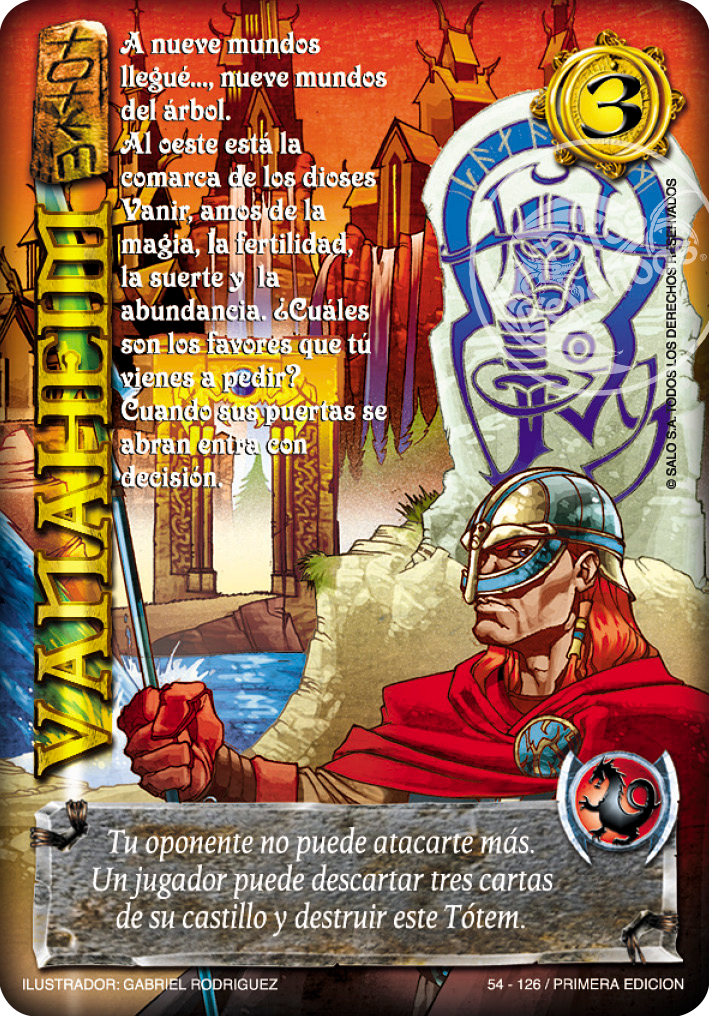 A nueve mundos
llegué..., nueve mundos
del árbol.
Al oeste está la
comarca de los dioses
Vanir, amos de la
magia, la fertilidad,
la suerte y la
abundancia. ¿Cuáles
son los favores que tú
vienes a pedir?
Cuando sus puertas se
abran entra con
decisión.
3
VANAHEIM
© SALO S.A. TODOS LOS DERECHOS RESERVADOS
Tu oponente no puede atacarte más.
Un jugador puede descartar tres cartas
de su castillo y destruir este Tótem.
ILUSTRADOR: GABRIEL RODRIGUEZ
54 - 126 / PRIMERA EDICION